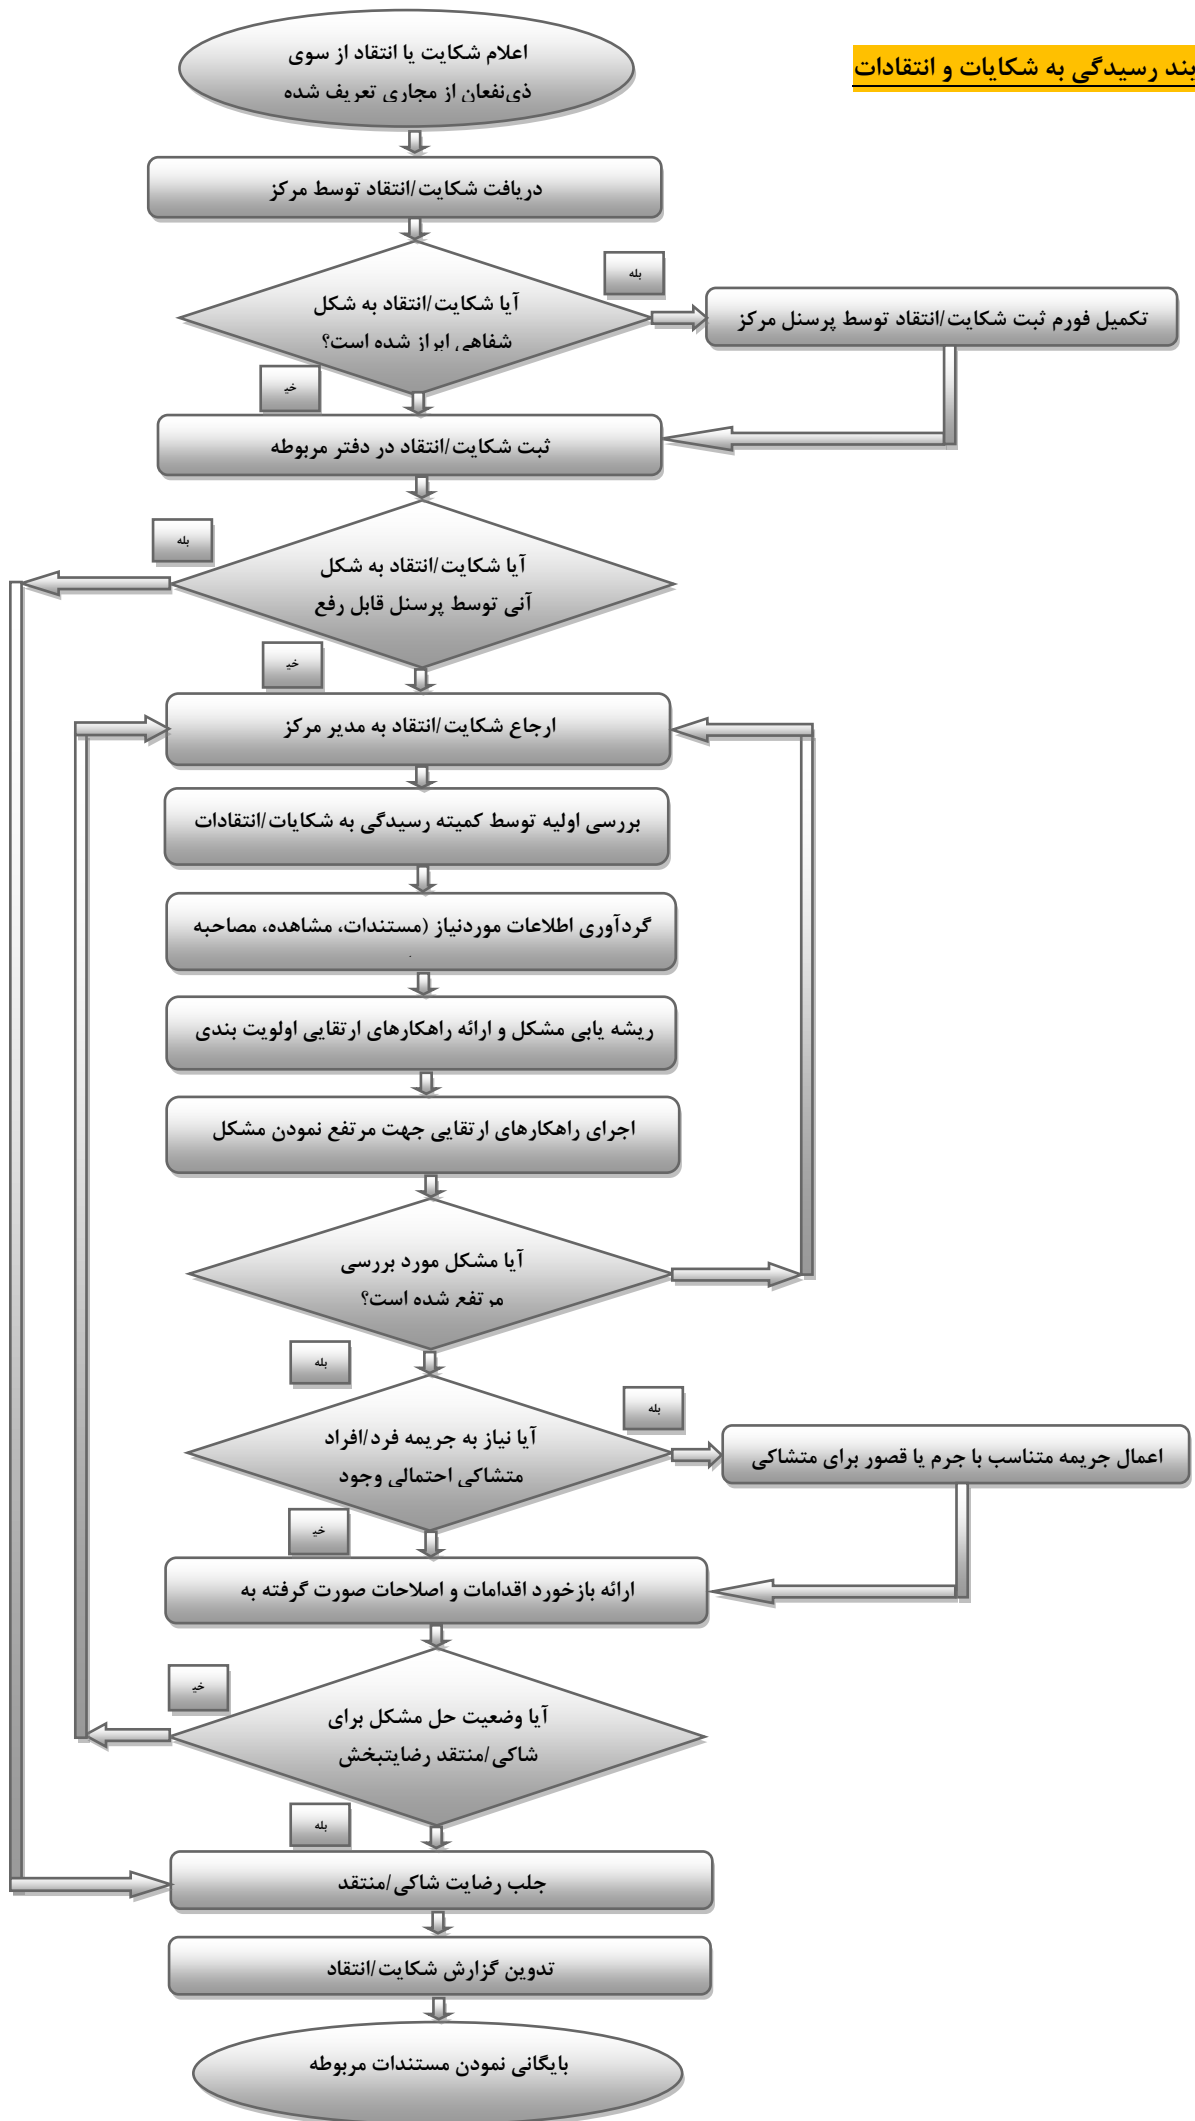 بند رسیدگی به شکایات و انتقادات
اعلام شکایت یا انتقاد از سوی
ذی‌نفعان از مجاری تعریف شده
دریافت شکایت/انتقاد توسط مرکز
بله
آیا شکایت/انتقاد به شکل
شفاهی ابراز شده است؟
تکمیل فورم ثبت شکایت/انتقاد توسط پرسنل مرکز
خیـ
ثبت شکایت/انتقاد در دفتر مربوطه
بله
آیا شکایت/انتقاد به شکل
آنی توسط پرسنل قابل رفع
خیـ
ارجاع شکایت/انتقاد به مدیر مرکز
بررسی اولیه توسط کمیته رسیدگی به شکایات/انتقادات
گردآوری اطلاعات موردنیاز (مستندات، مشاهده، مصاحبه
ریشه یابی مشکل و ارائه راهکارهای ارتقایی اولویت بندی
اجرای راهکارهای ارتقایی جهت مرتفع نمودن مشکل
آیا مشکل مورد بررسی
مرتفع شده است؟
بله
بله
آیا نیاز به جریمه فرد/افراد
متشاکی احتمالی وجود
اعمال جریمه متناسب با جرم یا قصور برای متشاکی
خیـ
ارائه بازخورد اقدامات و اصلاحات صورت گرفته به
خیـ
آیا وضعیت حل مشکل برای
شاکی/منتقد رضایتبخش
بله
جلب رضایت شاکی/منتقد
تدوین گزارش شکایت/انتقاد
بایگانی نمودن مستندات مربوطه